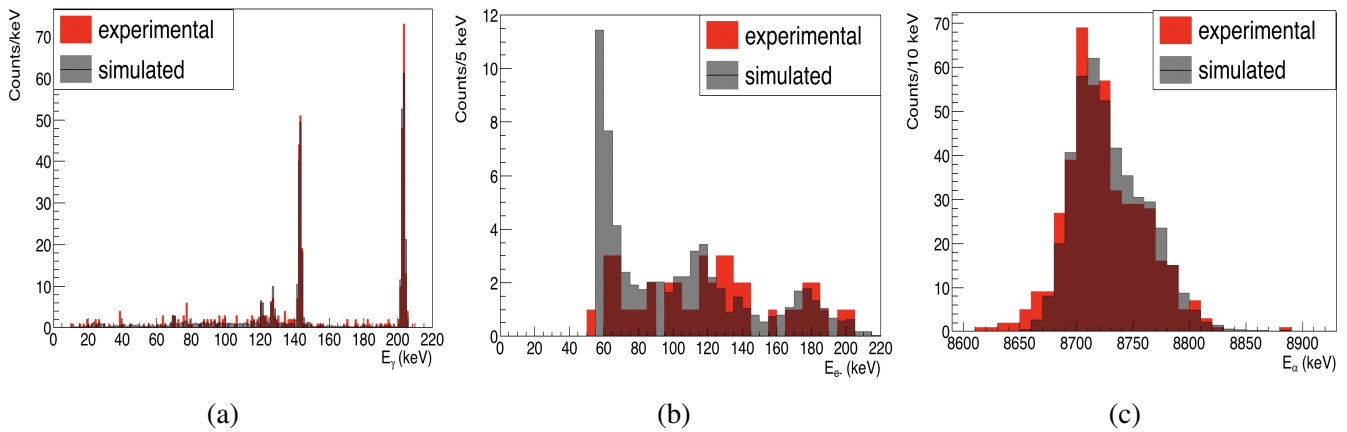 Counts/keV
70
60
50
40
30
20
10
0
experimental
simulated
0 20 40 60 80 100 120 140 160 180 200 220
Eγ (keV)
(a)
Counts/5 keV
12
10
8
6
4
2
0
experimental
simulated
0 20 40 60 80 100 120 140 160 180 200 220
Ee- (keV)
(b)
Counts/10 keV
70
60
50
40
30
20
10
0
experimental
simulated
8600 8650 8700 8750 8800 8850 8900
Eα (keV)
(c)